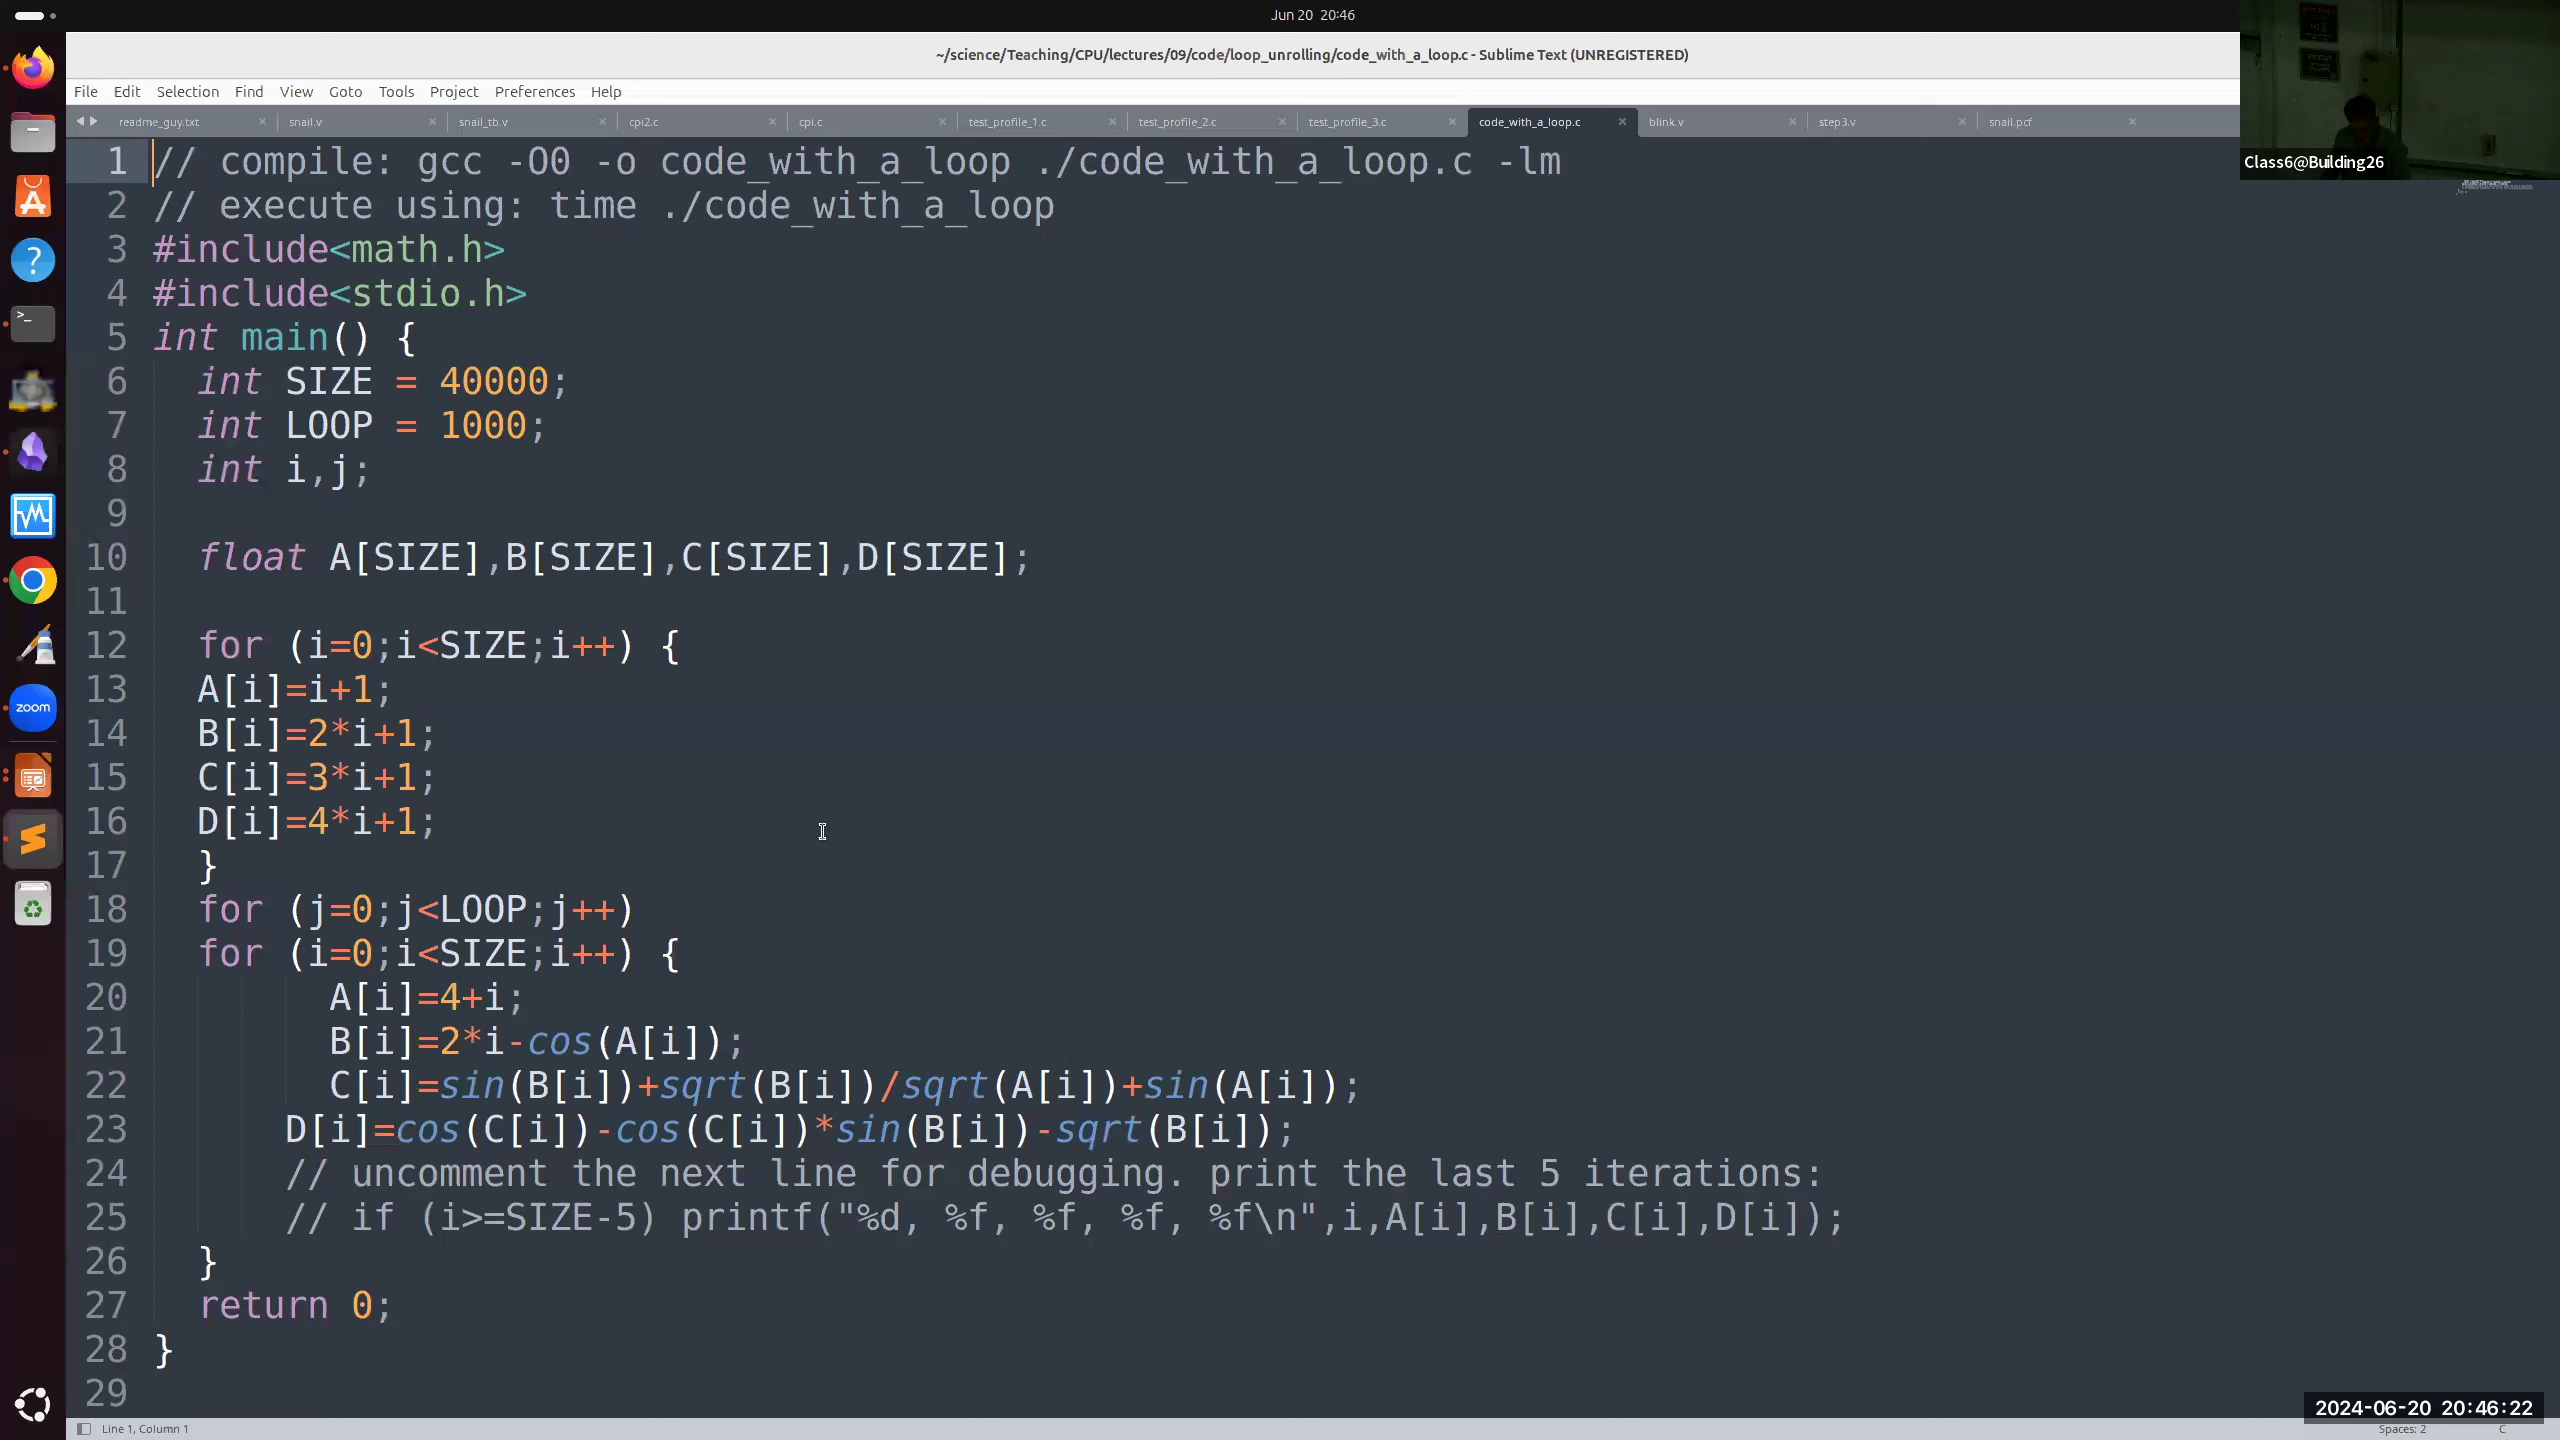 Jun 20 20:46
~/science/Teaching/CPU/lectures/09/code/loop_unrolling/code_with_a_loop.c - Sublime Text (UNREGISTERED)
File Edit Selection Find View Goto Tools Project Preferences Help
readme_guy.txt snail.v snail_tb.v cpi2.c cpi.c test_profile_1.c test_profile_2.c test_profile_3.c code_with_a_loop.c blink.v step3.v snail.pcf
Class6@Building26
1 // compile: gcc -O0 -o code_with_a_loop ./code_with_a_loop.c -lm
2 // execute using: time ./code_with_a_loop
3 #include<math.h>
4 #include<stdio.h>
5 int main() {
6 int SIZE = 40000;
7 int LOOP = 1000;
8 int i,j;
9
10 float A[SIZE],B[SIZE],C[SIZE],D[SIZE];
11
12 for (i=0;i<SIZE;i++) {
13 A[i]=i+1;
14 B[i]=2*i+1;
15 C[i]=3*i+1;
16 D[i]=4*i+1;
17 }
18 for (j=0;j<LOOP;j++)
19 for (i=0;i<SIZE;i++) {
20 A[i]=4+i;
21 B[i]=2*i-cos(A[i]);
22 C[i]=sin(B[i])+sqrt(B[i])/sqrt(A[i])+sin(A[i]);
23 D[i]=cos(C[i])-cos(C[i])*sin(B[i])-sqrt(B[i]);
24 // uncomment the next line for debugging. print the last 5 iterations:
25 // if (i>=SIZE-5) printf("%d, %f, %f, %f, %f\n",i,A[i],B[i],C[i],D[i]);
26 }
27 return 0;
28 }
29
zoom
2024-06-20 20:46:22
Line 1, Column 1
Spaces: 2 C